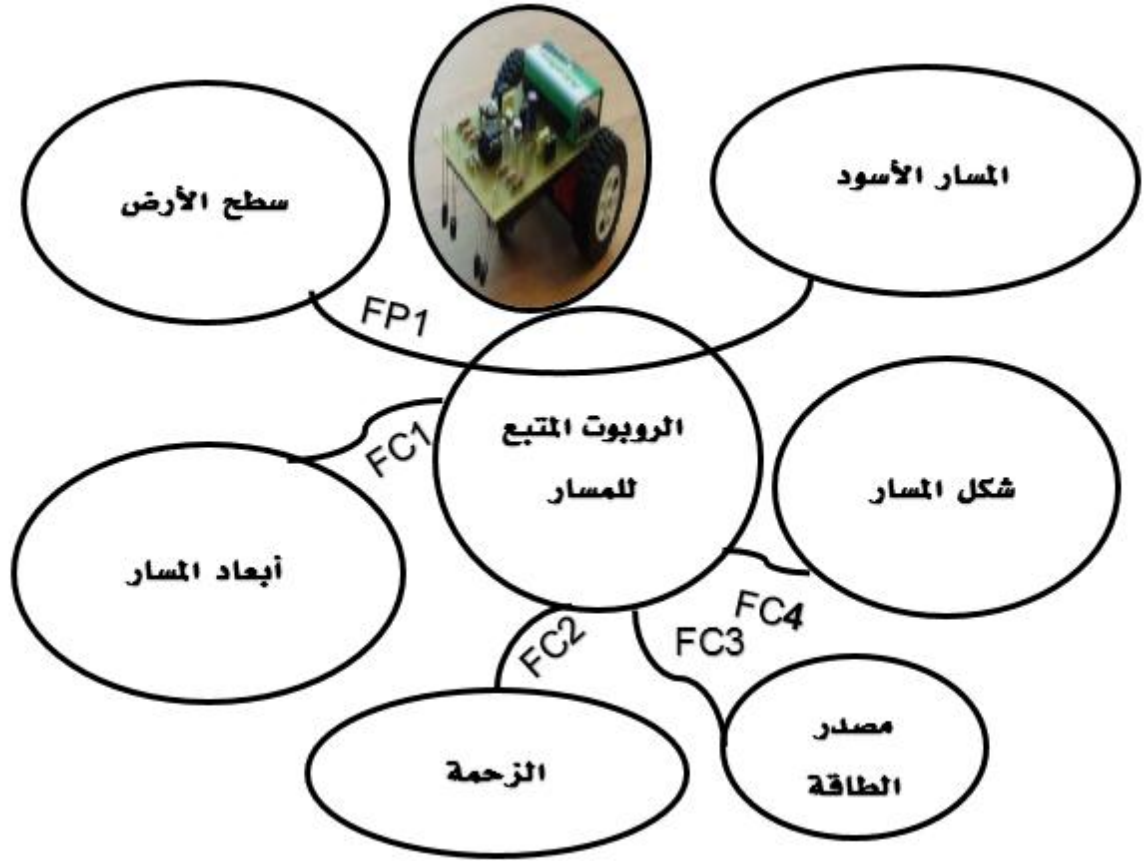 المسار الأسود
سطح الأرض
FP1
الروبوت المتبع
للمسار
FC1
شكل المسار
أبعاد المسار
FC4
FC3
FC2
مصدر
الطاقة
الزحمة